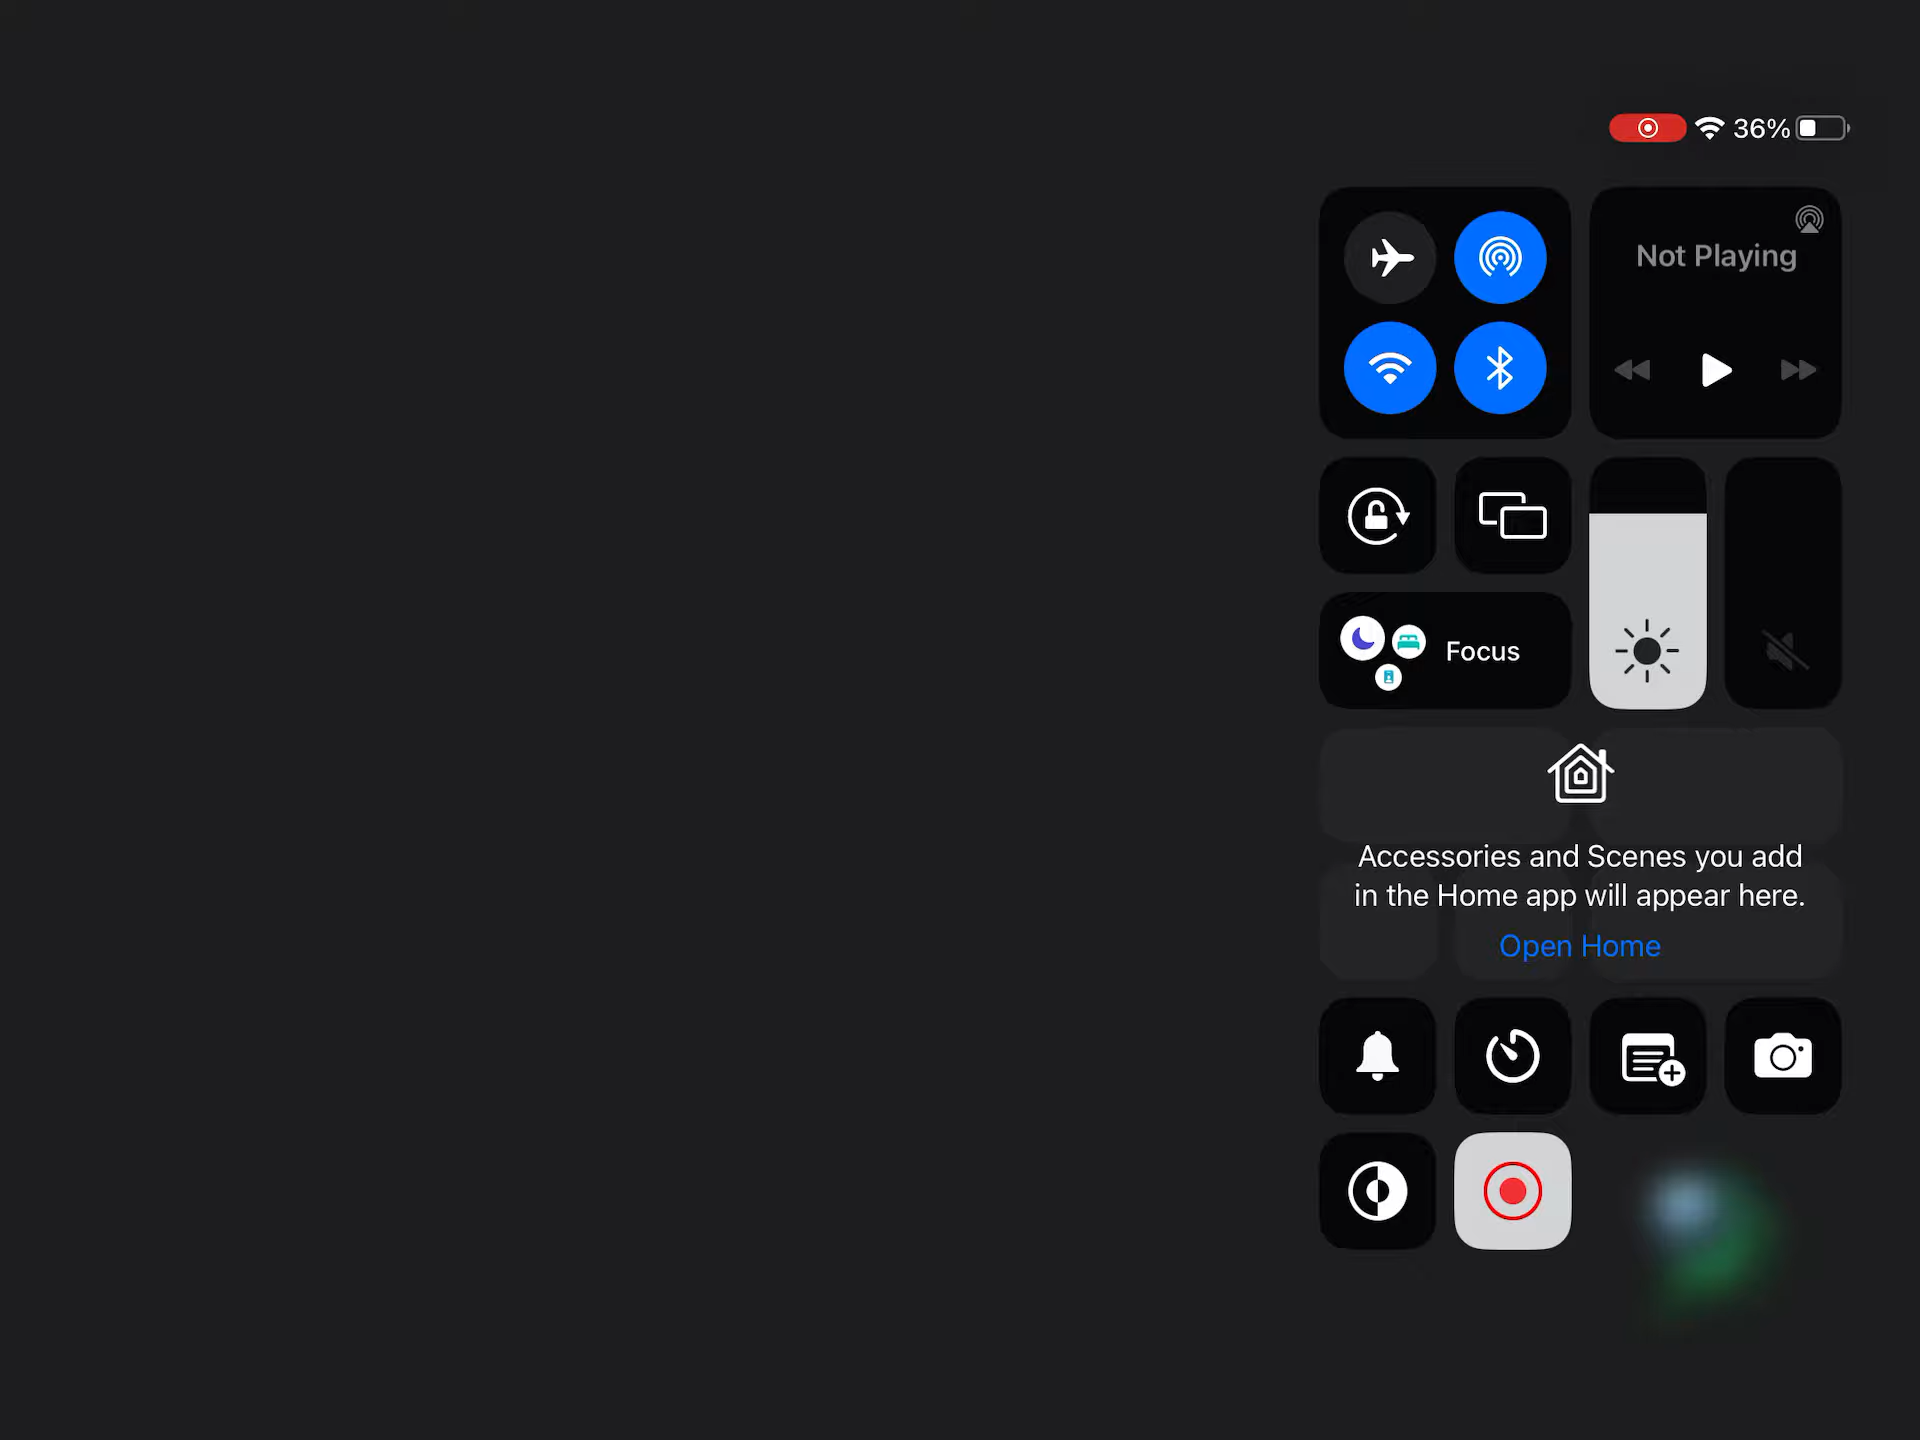 36%
Not Playing
Focus
Accessories and Scenes you add
in the Home app will appear here.
Open Home